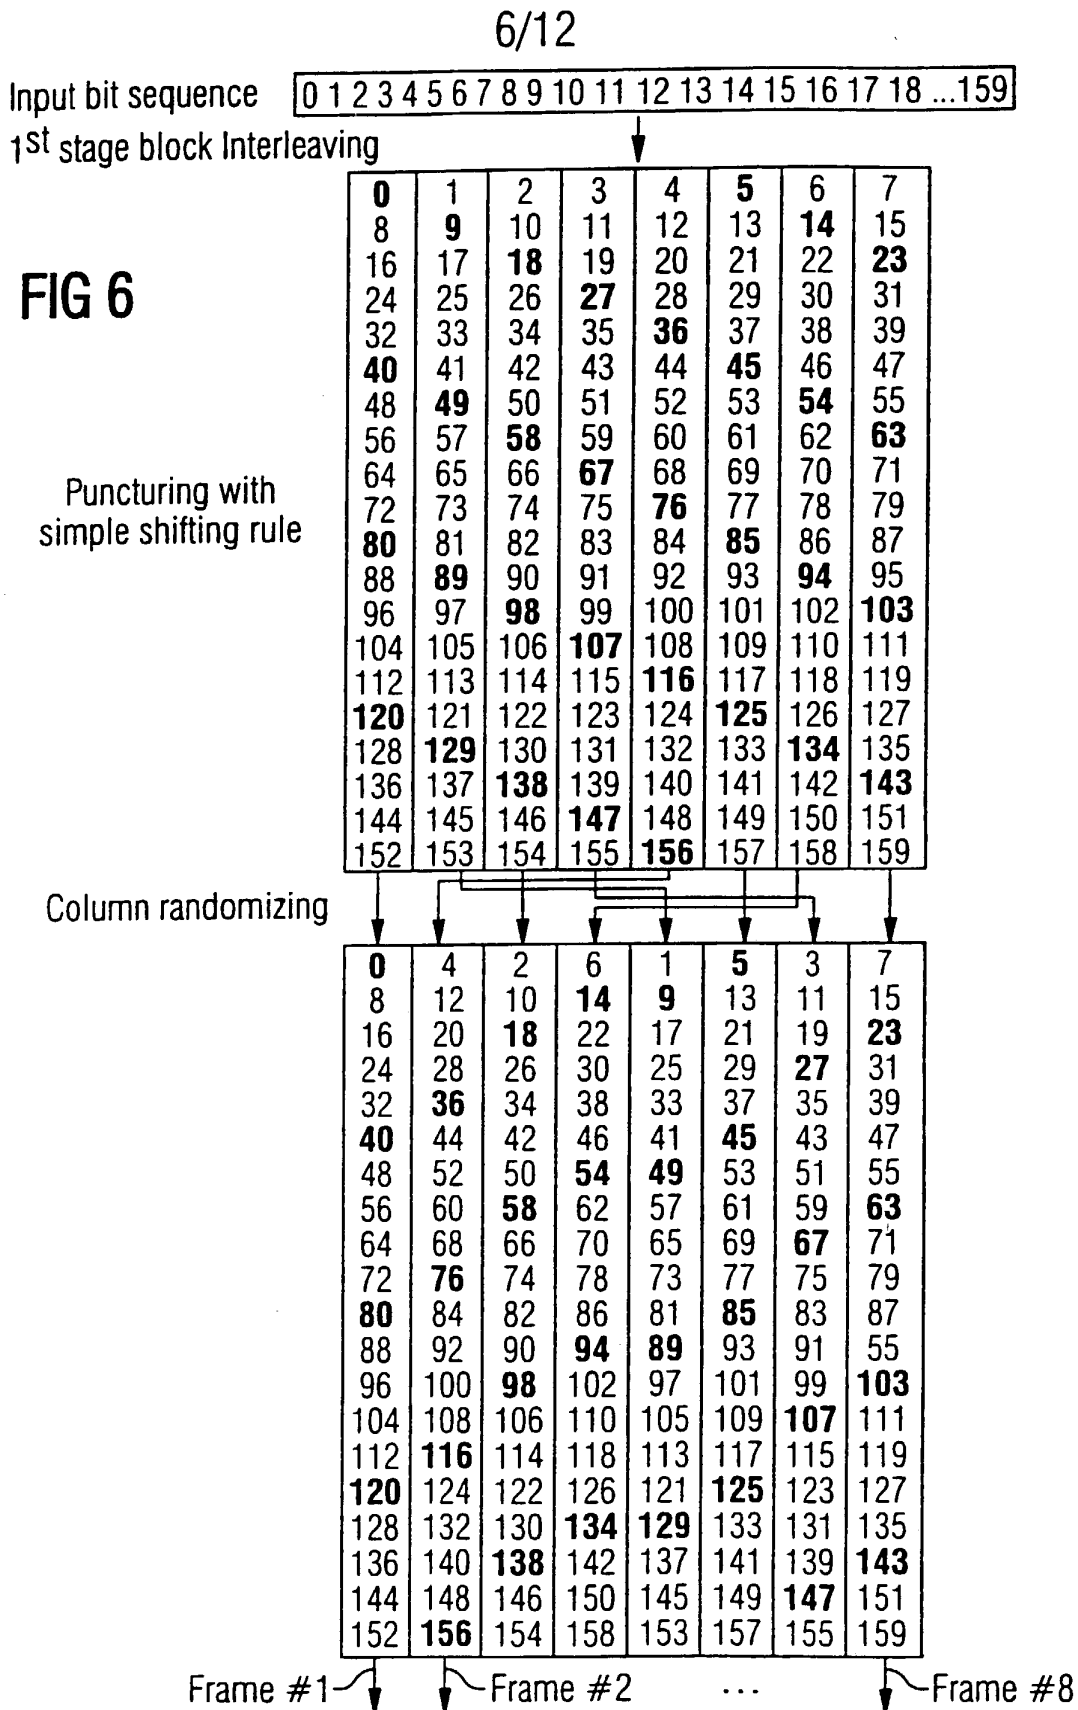 6/12
Input bit sequence 0 1 2 3 4 5 6 7 8 9 10 11 12 13 14 15 16 17 18 ...159
1st stage block Interleaving
0 1 2 3 4 5 6 7
8 9 10 11 12 13 14 15
16 17 18 19 20 21 22 23
FIG 6
24 25 26 27 28 29 30 31
32 33 34 35 36 37 38 39
40 41 42 43 44 45 46 47
48 49 50 51 52 53 54 55
56 57 58 59 60 61 62 63
64 65 66 67 68 69 70 71
Puncturing with
simple shifting rule
72 73 74 75 76 77 78 79
80 81 82 83 84 85 86 87
88 89 90 91 92 93 94 95
96 97 98 99 100 101 102 103
104 105 106 107 108 109 110 111
112 113 114 115 116 117 118 119
120 121 122 123 124 125 126 127
128 129 130 131 132 133 134 135
136 137 138 139 140 141 142 143
144 145 146 147 148 149 150 151
152 153 154 155 156 157 158 159
Column randomizing
0 4 2 6 1 5 3 7
8 12 10 14 9 13 11 15
16 20 18 22 17 21 19 23
24 28 26 30 25 29 27 31
32 36 34 38 33 37 35 39
40 44 42 46 41 45 43 47
48 52 50 54 49 53 51 55
56 60 58 62 57 61 59 63
64 68 66 70 65 69 67 71
72 76 74 78 73 77 75 79
80 84 82 86 81 85 83 87
88 92 90 94 89 93 91 55
96 100 98 102 97 101 99 103
104 108 106 110 105 109 107 111
112 116 114 118 113 117 115 119
120 124 122 126 121 125 123 127
128 132 130 134 129 133 131 135
136 140 138 142 137 141 139 143
144 148 146 150 145 149 147 151
152 156 154 158 153 157 155 159
Frame #1 Frame #2 ... Frame #8